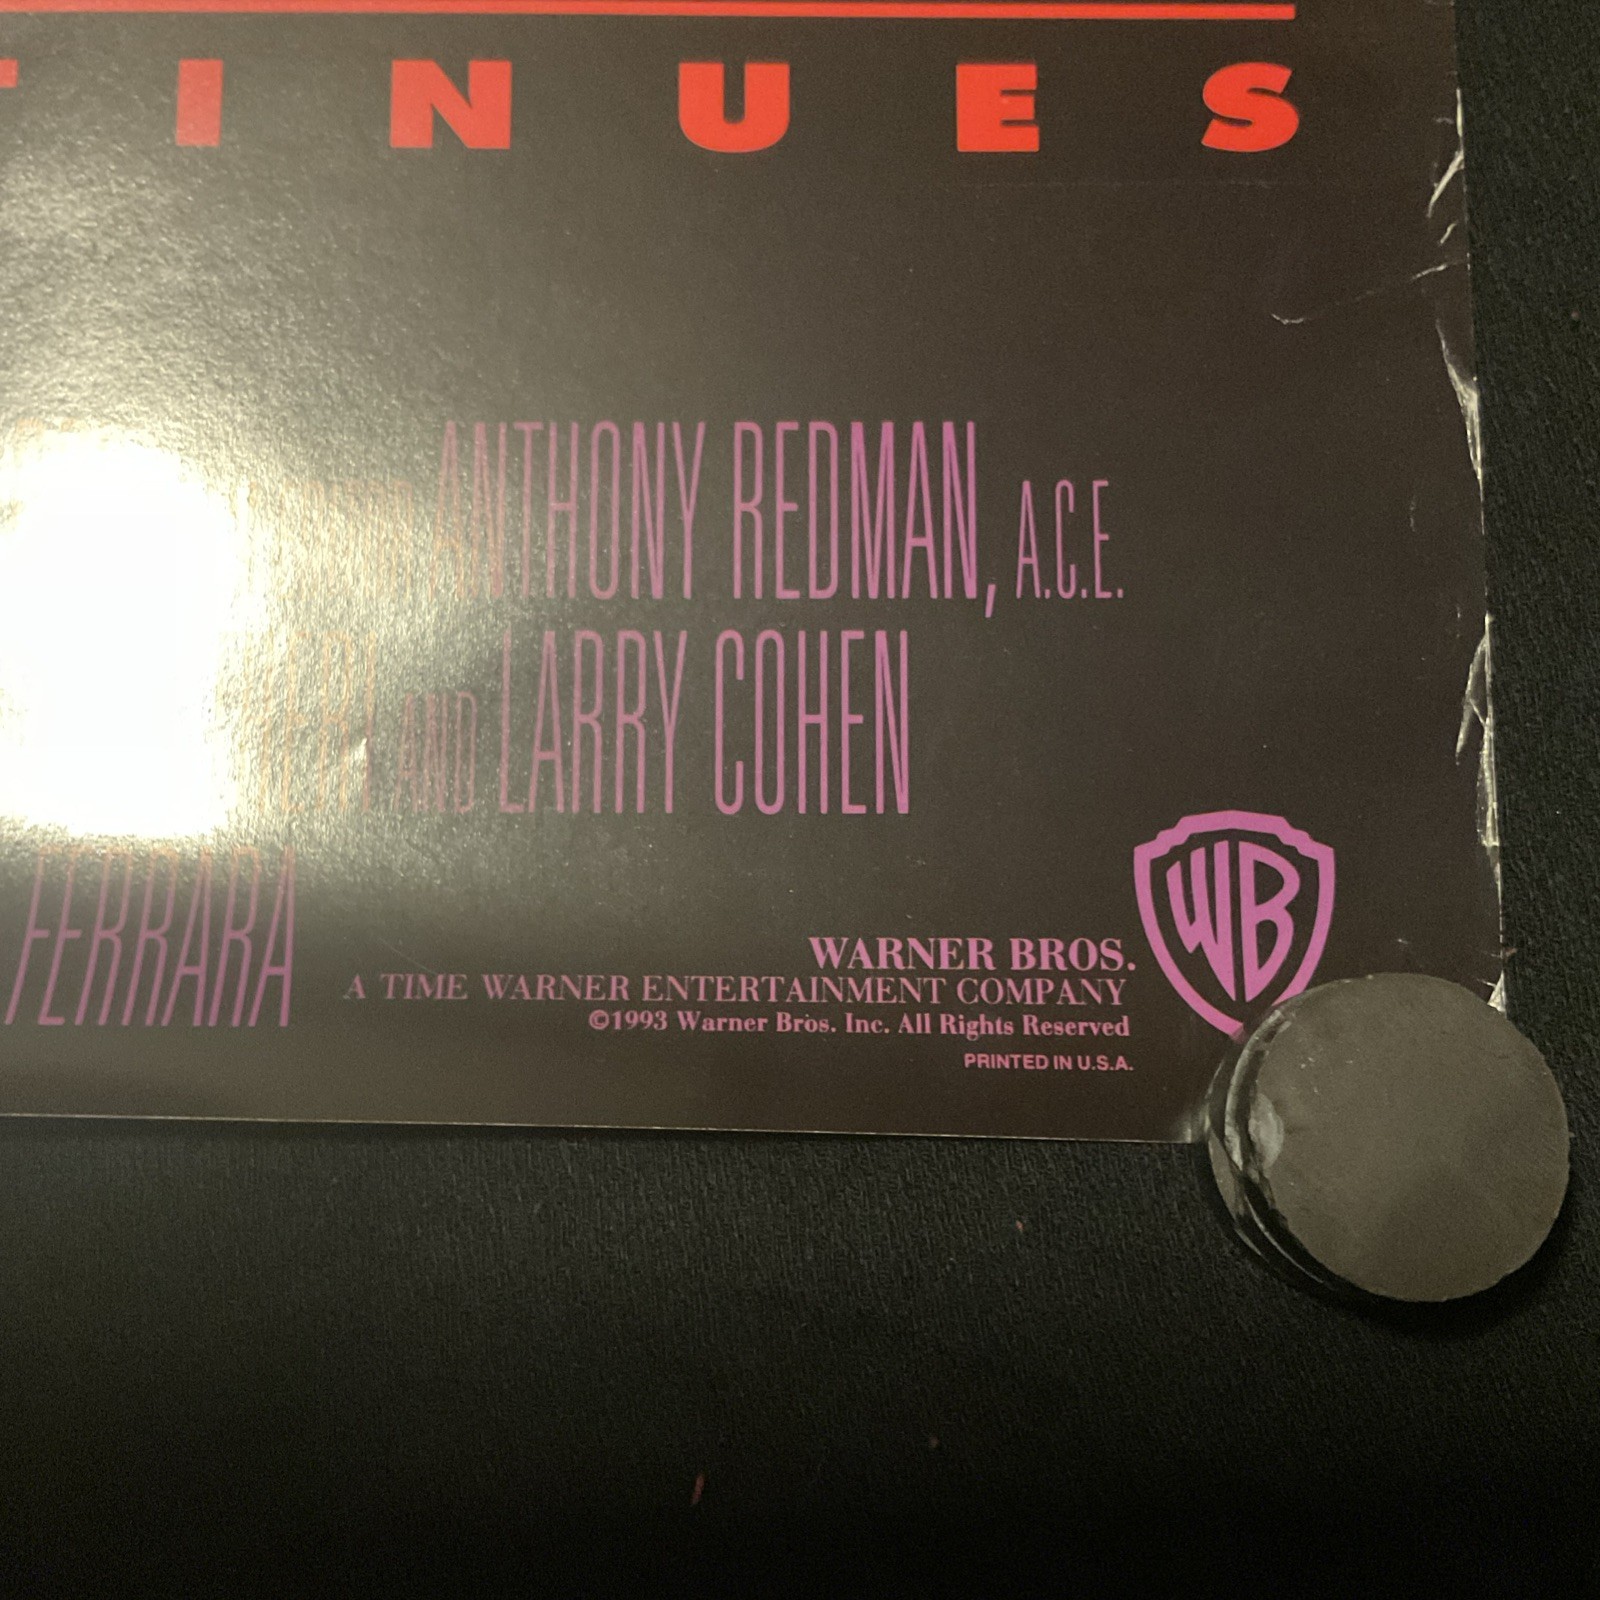 TINUES
ANTHONY REDMAN, A.C.E.
AND LARRY COHEN
FERRARA
WB
WARNER BROS.
A TIME WARNER ENTERTAINMENT COMPANY
©1993 Warner Bros. Inc. All Rights Reserved
PRINTED IN U.S.A.